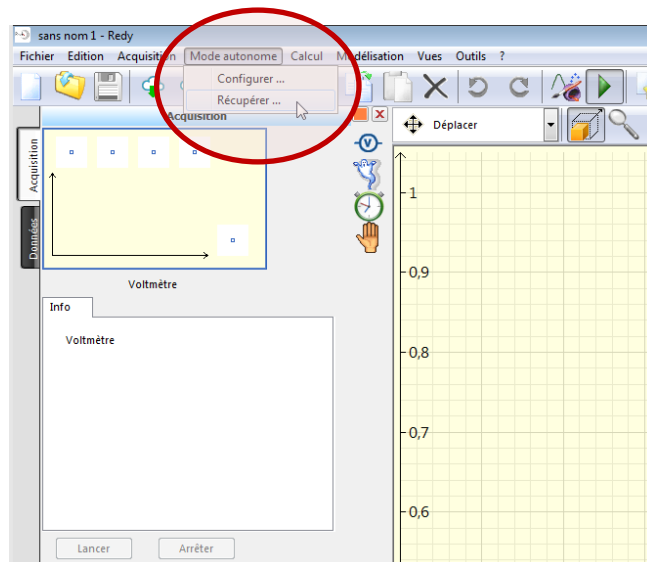 sans nom 1 - Redy
Fichier Edition Acquisition Mode autonome Calcul Modélisation Vues Outils ?
Configurer ...
Récupérer ...
Acquisition
Déplacer
Acquisition
Données
V
1
0,9
0,8
0,7
0,6
Voltmètre
Info
Voltmètre
Lancer Arrêter